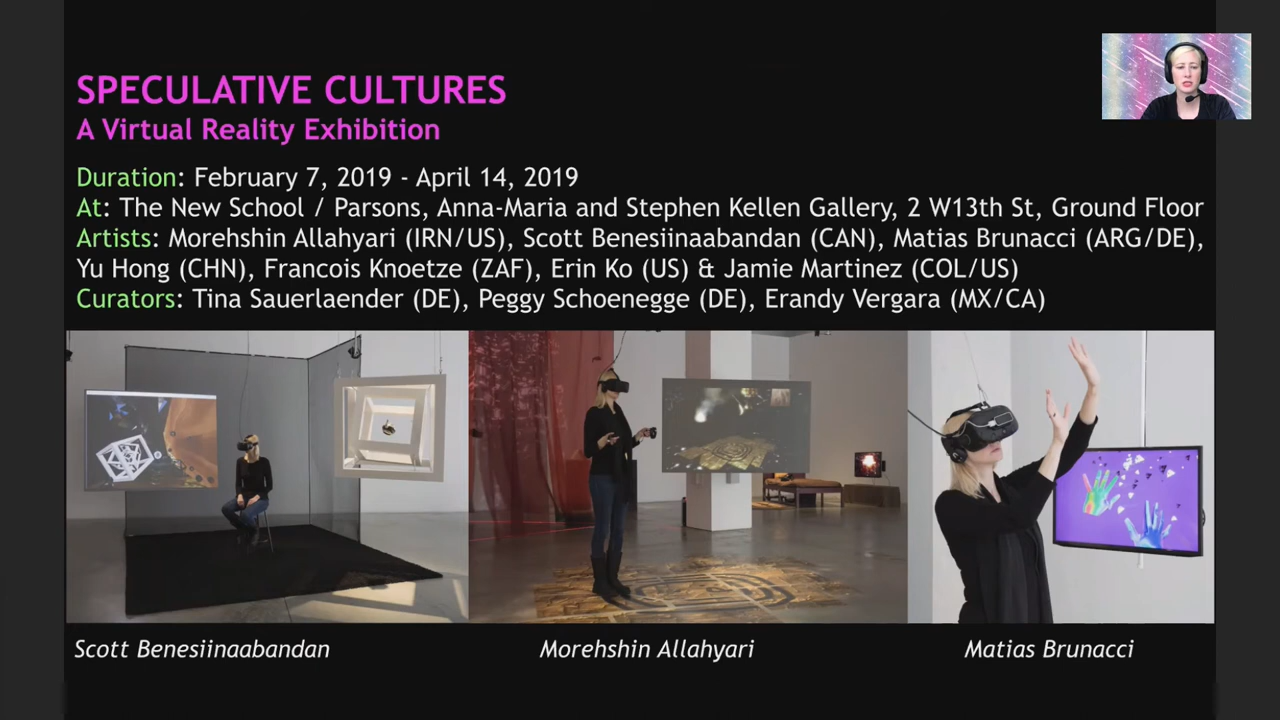 SPECULATIVE CULTURES
A Virtual Reality Exhibition
Duration: February 7, 2019 - April 14, 2019
At: The New School / Parsons, Anna-Maria and Stephen Kellen Gallery, 2 W13th St, Ground Floor
Artists: Morehshin Allahyari (IRN/US), Scott Benesiinaabandan (CAN), Matias Brunacci (ARG/DE),
Yu Hong (CHN), Francois Knoetze (ZAF), Erin Ko (US) & Jamie Martinez (COL/US)
Curators: Tina Sauerlaender (DE), Peggy Schoenegge (DE), Erandy Vergara (MX/CA)
Scott Benesiinaabandan
Morehshin Allahyari
Matias Brunacci